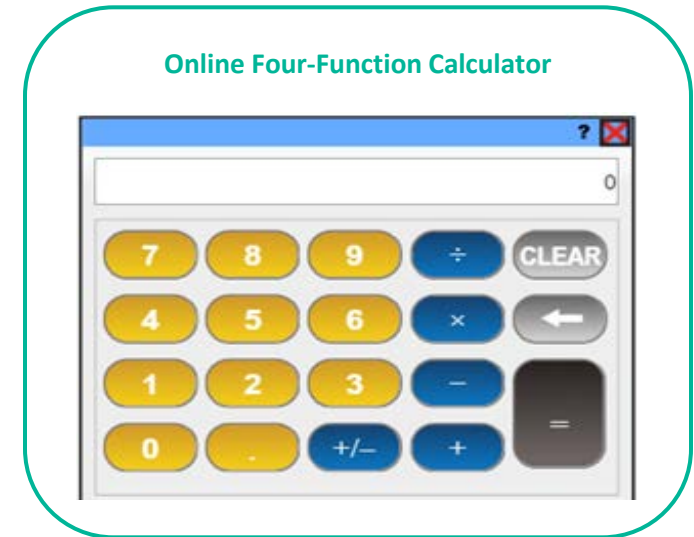 Online Four-Function Calculator
?
0
7 8 9 ÷ CLEAR
4 5 6 ×
1 2 3 −
0 . +/− + =